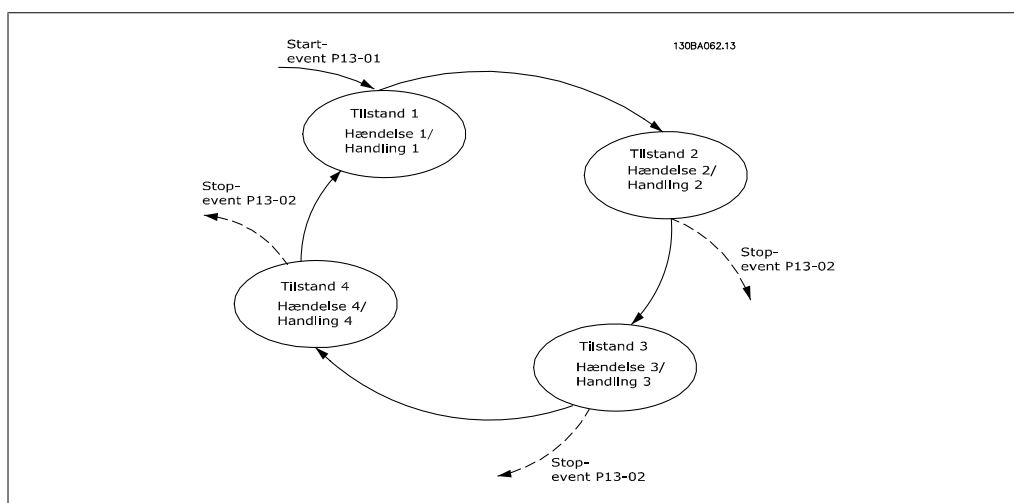 Start-
event P13-01
130BA062.13
Tilstand 1
Hændelse 1/
Handling 1
Tilstand 2
Hændelse 2/
Handling 2
Stop-
event P13-02
Stop-
event P13-02
Tilstand 4
Hændelse 4/
Handling 4
Tilstand 3
Hændelse 3/
Handling 3
Stop-
event P13-02